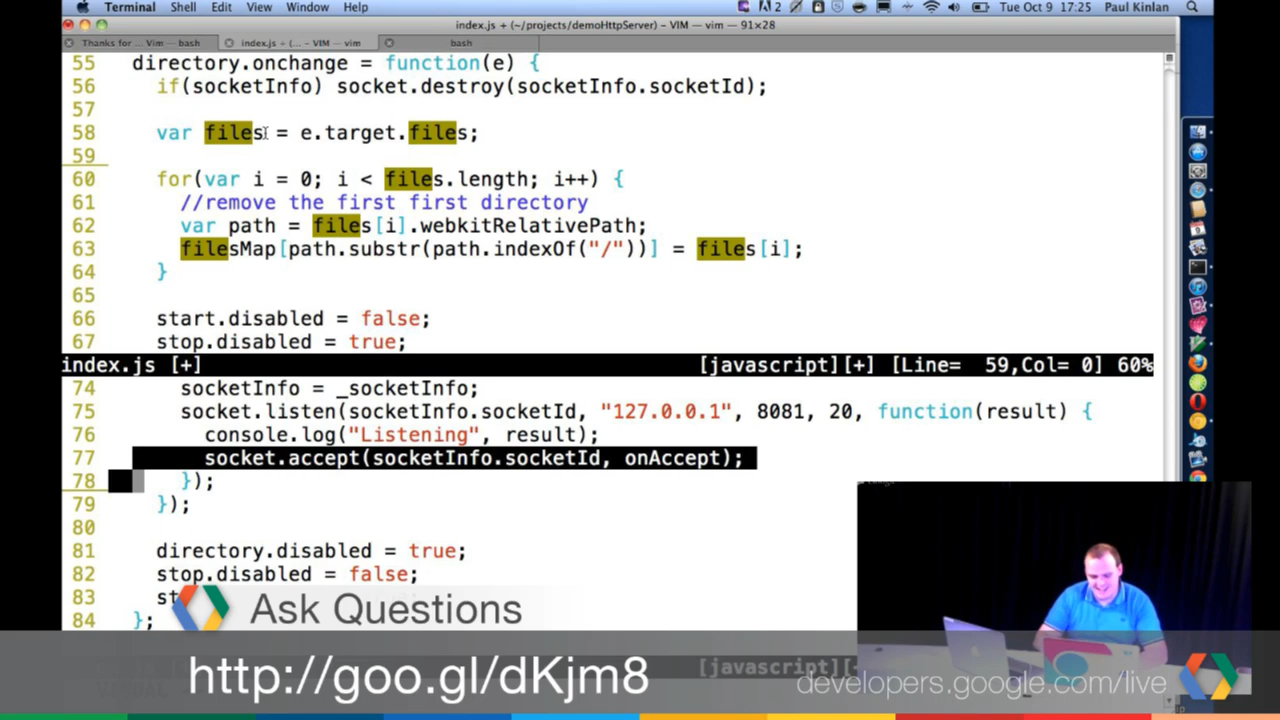 Terminal Shell Edit View Window Help
2
Tue Oct 9 17:25 Paul Kinlan
index.js + (~/projects/demoHttpServer) – VIM — vim — 91×28
Thanks for ... Vim — bash
index.js + (... – VIM — vim
bash
55 directory.onchange = function(e) {
56 if(socketInfo) socket.destroy(socketInfo.socketId);
57
58 var files = e.target.files;
59
60 for(var i = 0; i < files.length; i++) {
61 //remove the first first directory
62 var path = files[i].webkitRelativePath;
63 filesMap[path.substr(path.indexOf("/"))] = files[i];
64 }
65
66 start.disabled = false;
67 stop.disabled = true;
index.js [+] [javascript][+] [Line= 59,Col= 0] 60%
74 socketInfo = _socketInfo;
75 socket.listen(socketInfo.socketId, "127.0.0.1", 8081, 20, function(result) {
76 console.log("Listening", result);
77 socket.accept(socketInfo.socketId, onAccept);
78 });
79 });
80
81 directory.disabled = true;
82 stop.disabled = false;
83 st
84 };
Ask Questions
http://goo.gl/dKjm8
[javascript][
developers.google.com/live